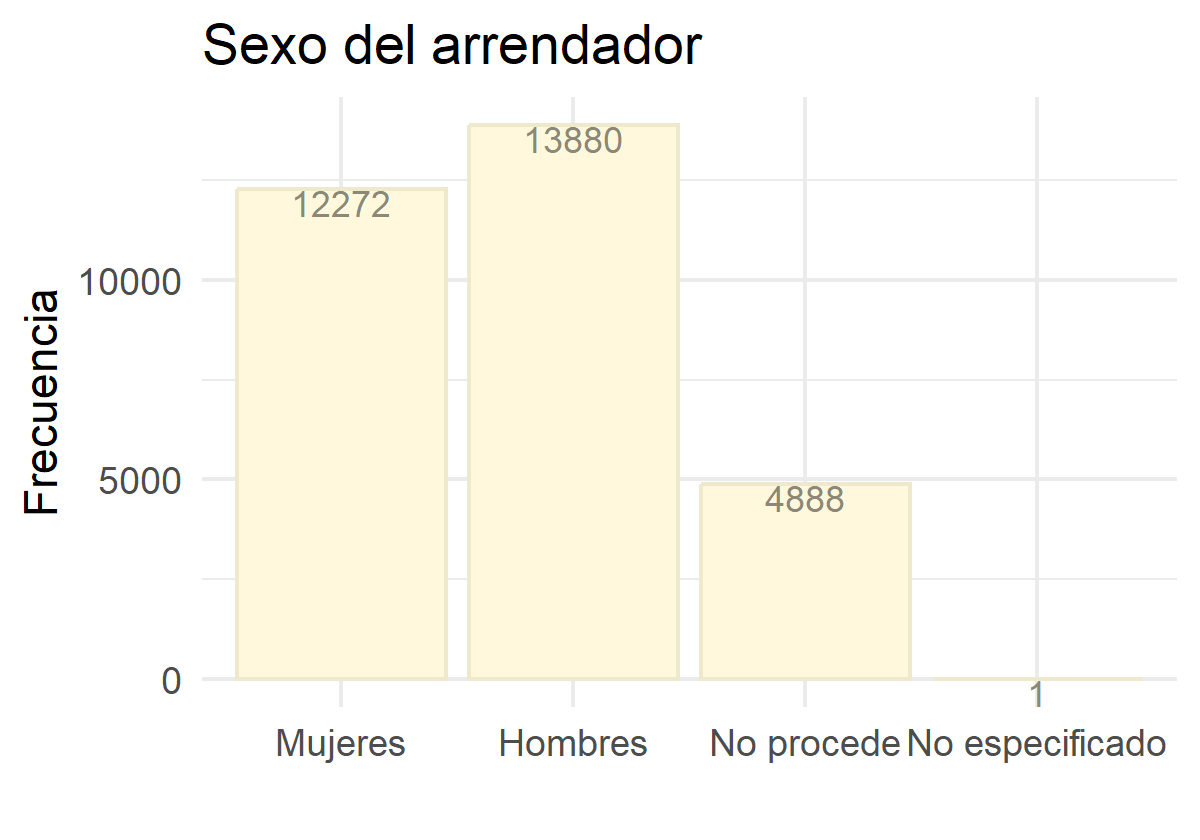 Sexo del arrendador
13880
12272
10000
Frecuencia
5000
4888
0
1
Mujeres Hombres No procede No especificado